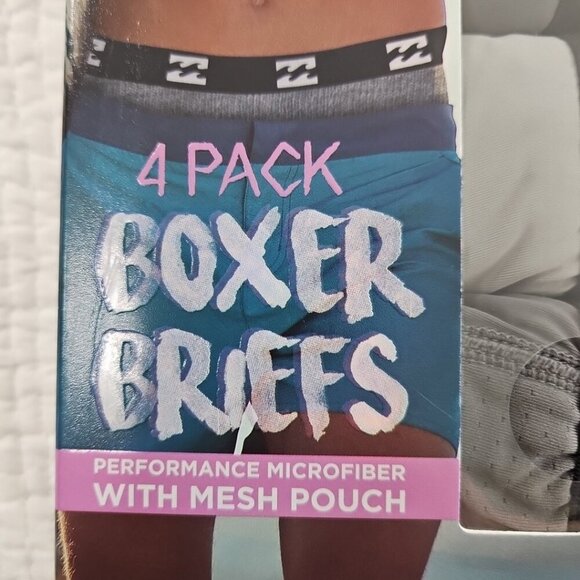 4 PACK
BOXER
BRIEFS
PERFORMANCE MICROFIBER
WITH MESH POUCH